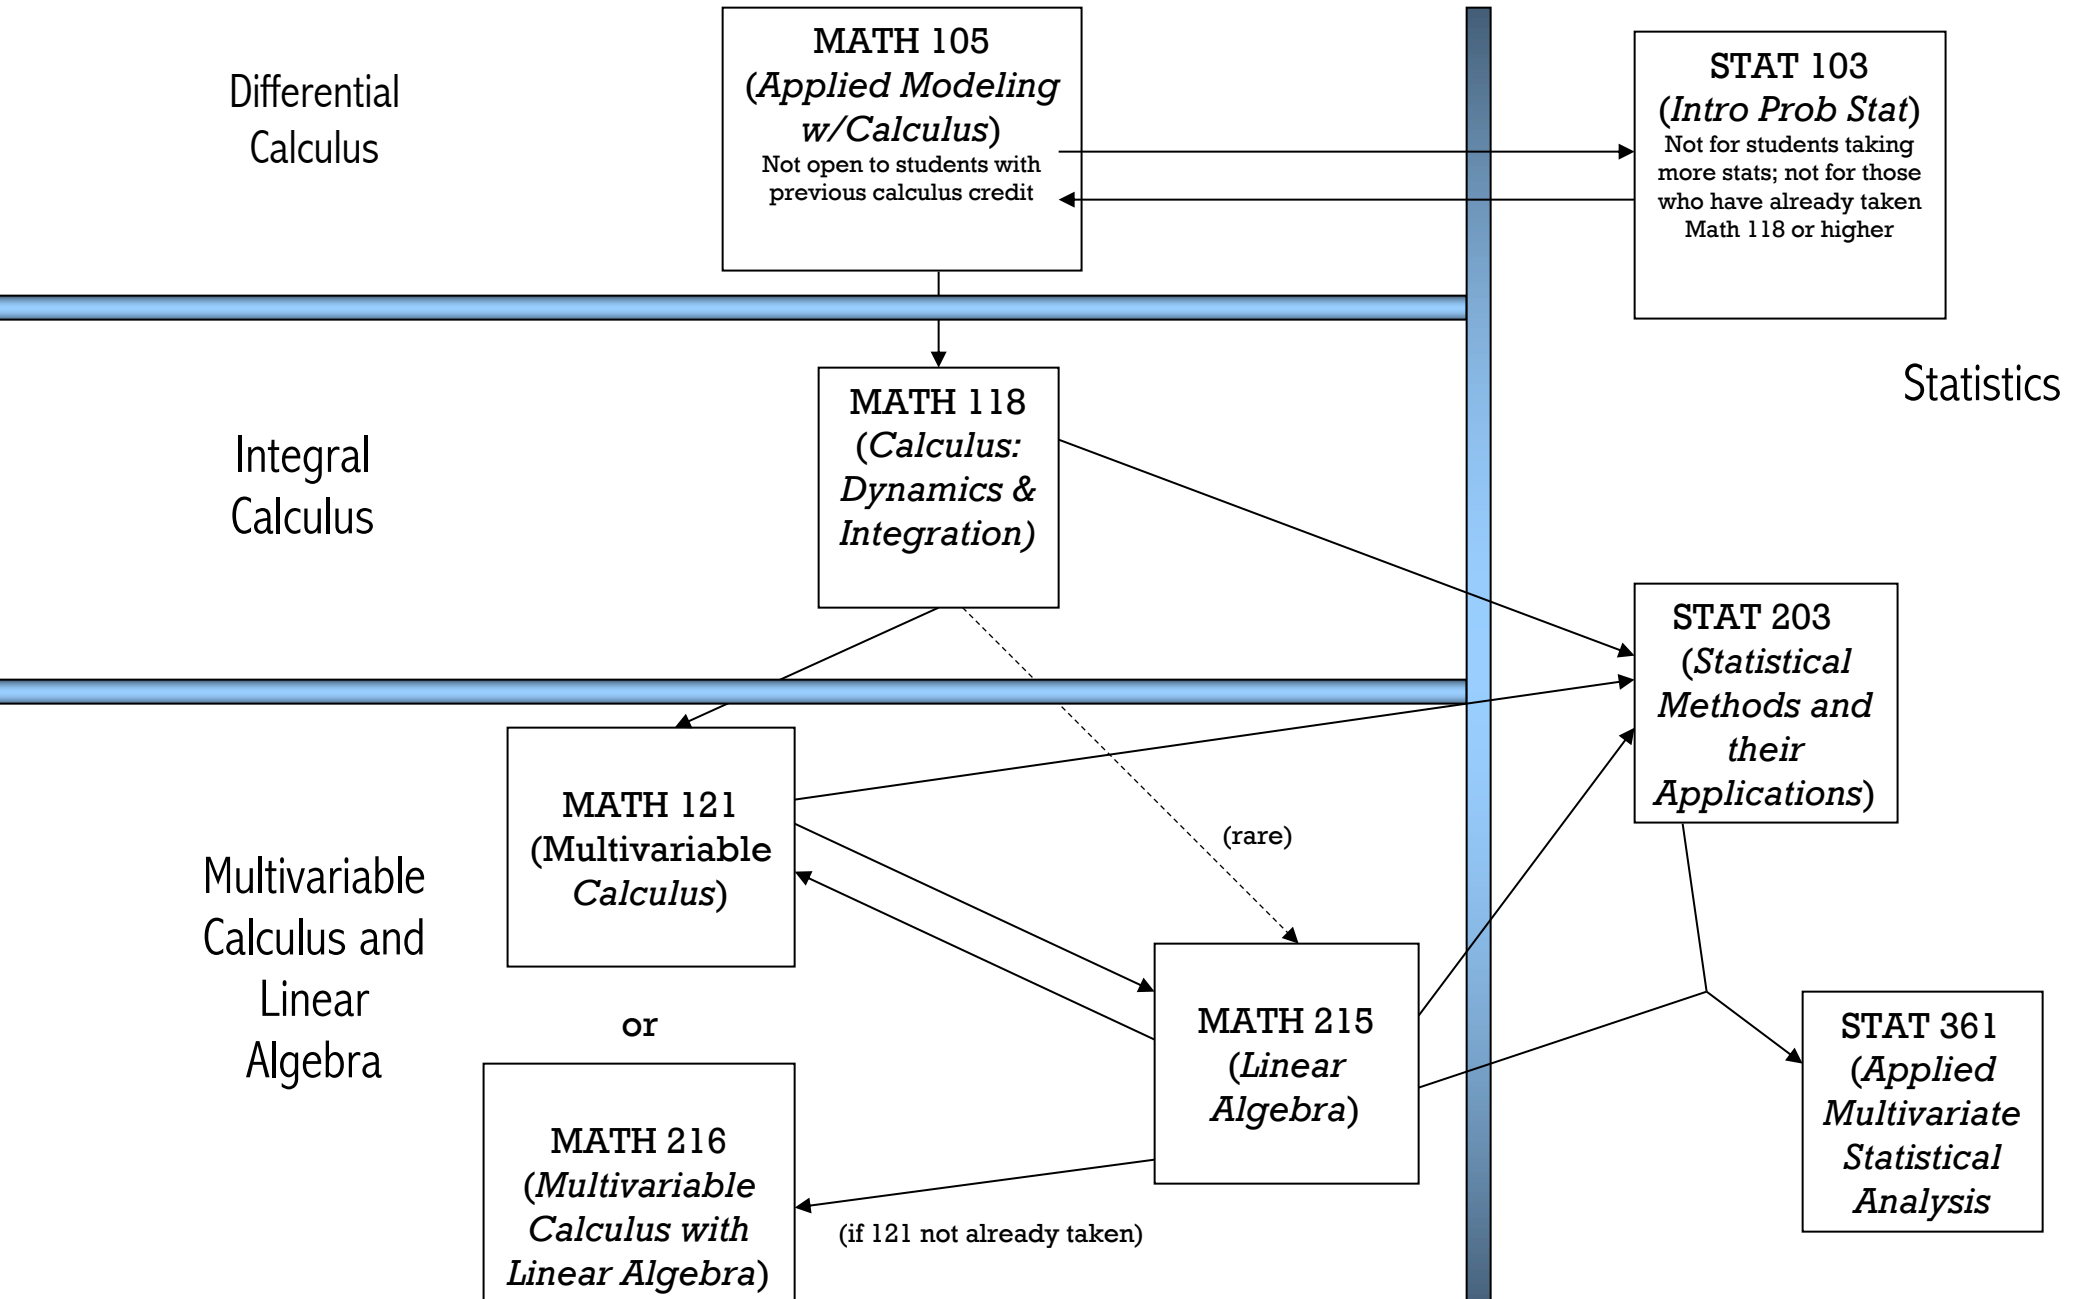 Differential
Calculus
MATH 105
(Applied Modeling
w/Calculus)
Not open to students with
previous calculus credit
STAT 103
(Intro Prob Stat)
Not for students taking
more stats; not for those
who have already taken
Math 118 or higher
Statistics
Integral
Calculus
MATH 118
(Calculus:
Dynamics &
Integration)
STAT 203
(Statistical
Methods and
their
Applications)
Multivariable
Calculus and
Linear
Algebra
MATH 121
(Multivariable
Calculus)
(rare)
or
MATH 215
(Linear
Algebra)
STAT 361
(Applied
Multivariate
Statistical
Analysis
MATH 216
(Multivariable
Calculus with
Linear Algebra)
(if 121 not already taken)